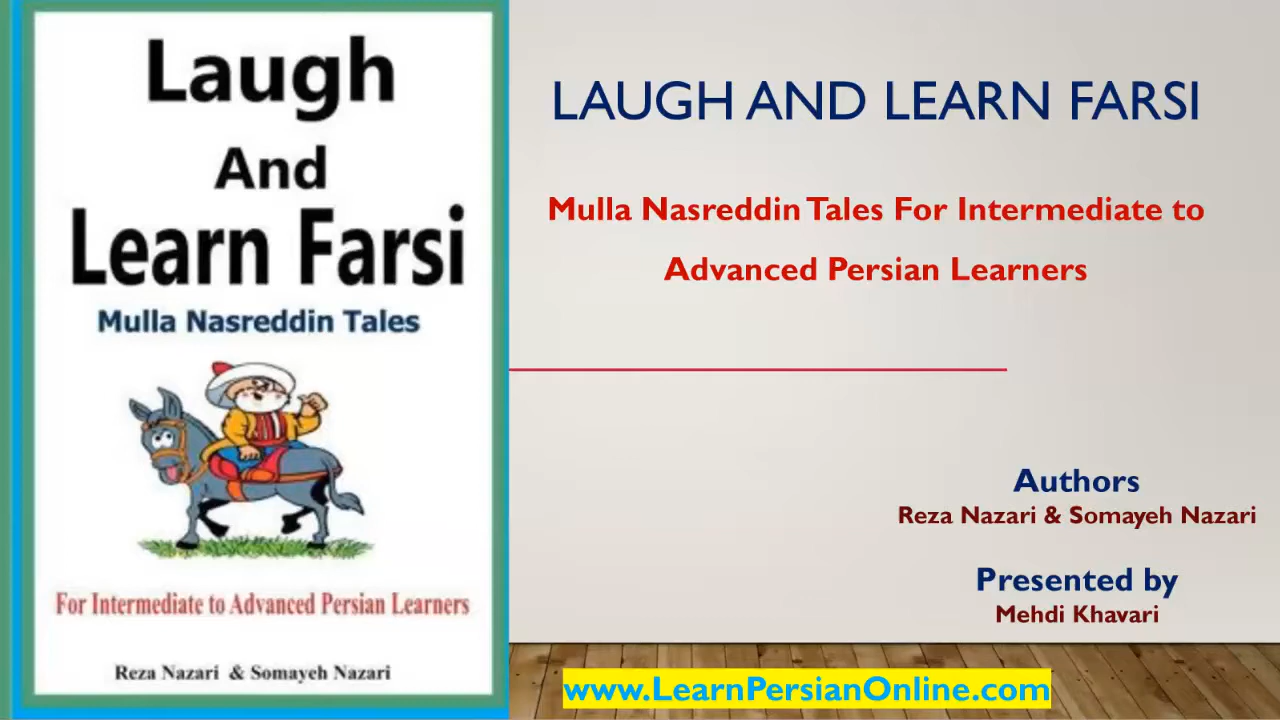 Laugh
And
Learn Farsi
Mulla Nasreddin Tales
For Intermediate to Advanced Persian Learners
Reza Nazari & Somayeh Nazari
LAUGH AND LEARN FARSI
Mulla Nasreddin Tales For Intermediate to
Advanced Persian Learners
Authors
Reza Nazari & Somayeh Nazari
Presented by
Mehdi Khavari
www.LearnPersianOnline.com